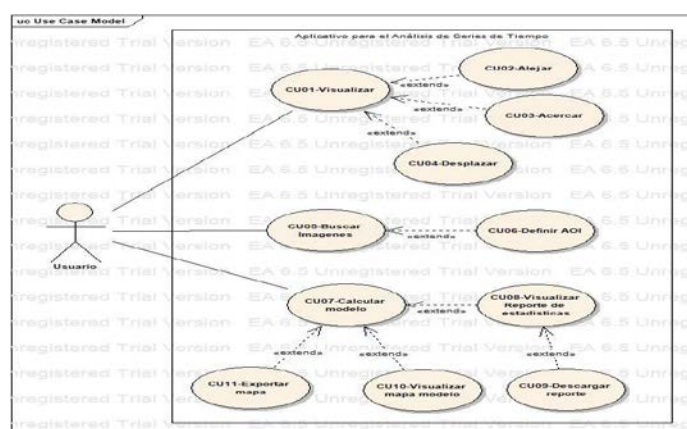 uc Use Case Model
Aplicativo para el Análisis de Series de Tiempo
CU02-Alejar
CU01-Visualizar
«extend»
«extend»
CU03-Acercar
«extend»
CU04-Desplazar
CU05-Buscar
Imagenes
«extend»
CU06-Definir AOI
Usuario
CU07-Calcular
modelo
«extend»
CU08-Visualizar
Reporte de
estadisticas
«extend»
«extend»
«extend»
CU11-Exportar
mapa
CU10-Visualizar
mapa modelo
CU09-Descargar
reporte
EA 6.5 Unregistered Trial Version